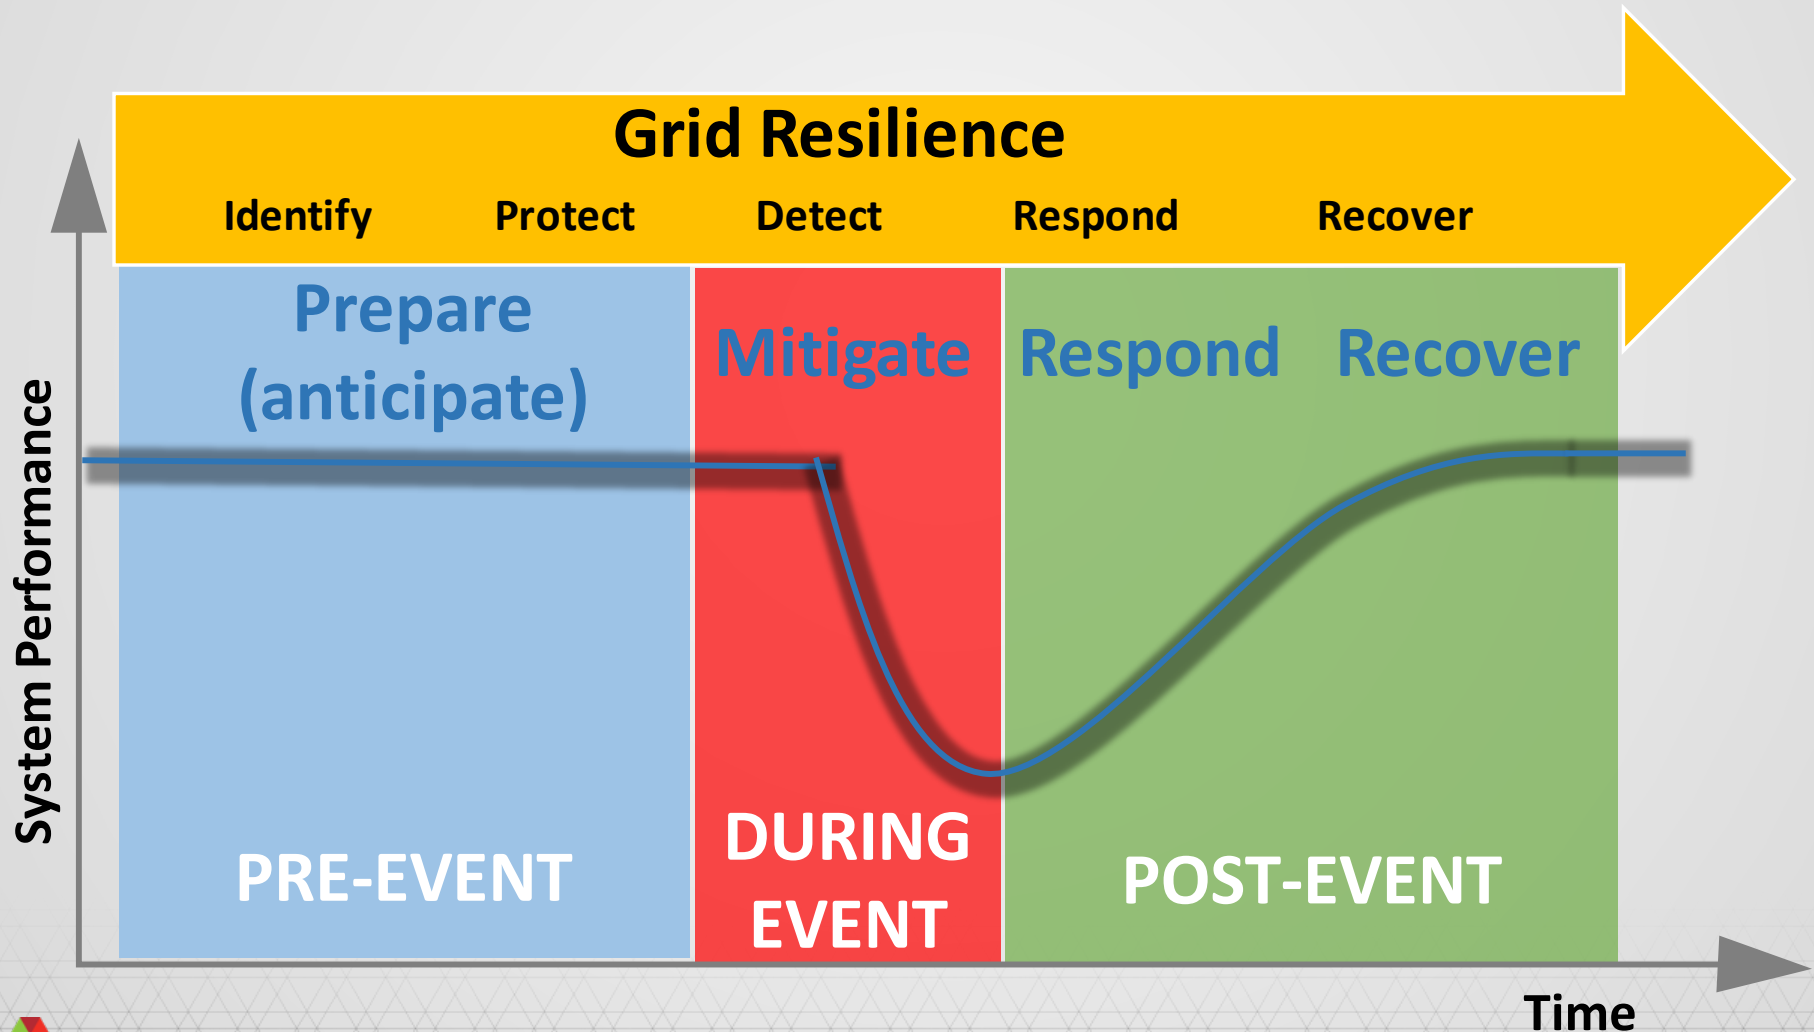 Grid Resilience
Identify Protect Detect Respond Recover
Prepare
(anticipate)
Mitigate
Respond Recover
System Performance
PRE-EVENT
DURING
EVENT
POST-EVENT
Time